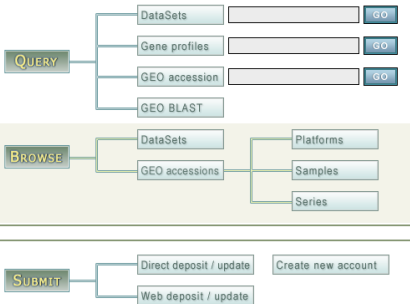 QUERY
DataSets GO
Gene profiles GO
GEO accession GO
GEO BLAST
BROWSE
DataSets
GEO accessions
Platforms
Samples
Series
SUBMIT
Direct deposit / update
Create new account
Web deposit / update